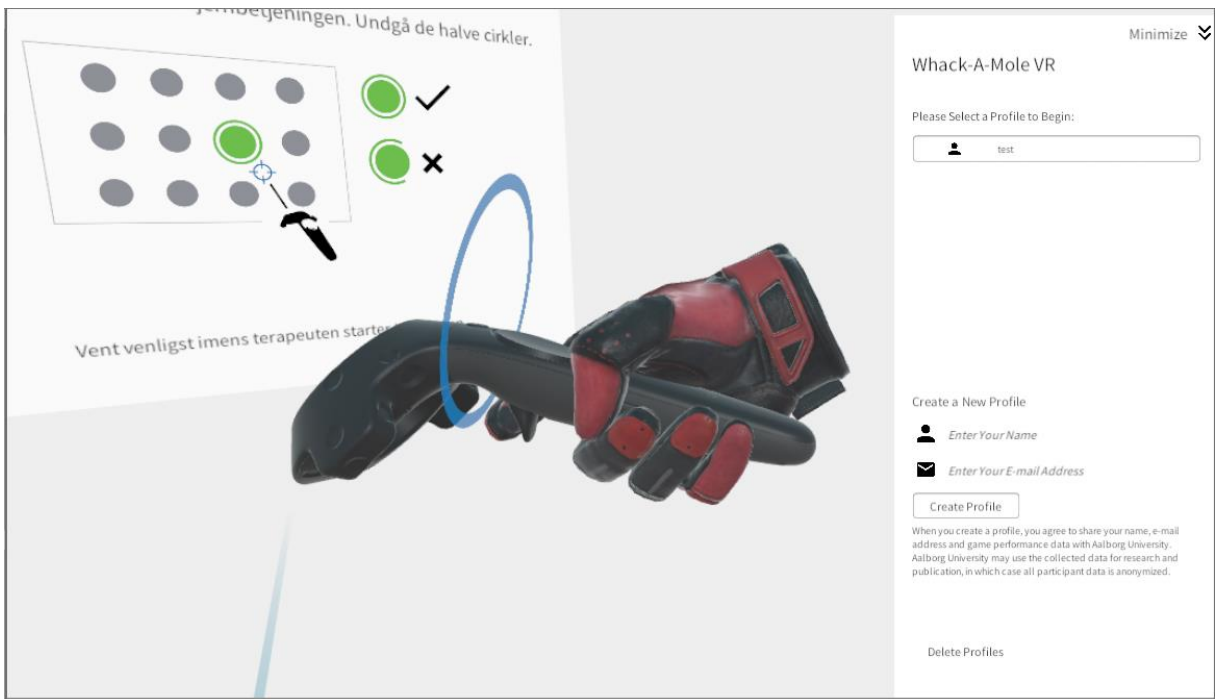 jernbetjeningen. Undgå de halve cirkler.
Vent venligst imens terapeuten starter
Minimize
Whack-A-Mole VR
Please Select a Profile to Begin:
test
Create a New Profile
Enter Your Name
Enter Your E-mail Address
Create Profile
When you create a profile, you agree to share your name, e-mail
address and game performance data with Aalborg University.
Aalborg University may use the collected data for research and
publication, in which case all participant data is anonymized.
Delete Profiles